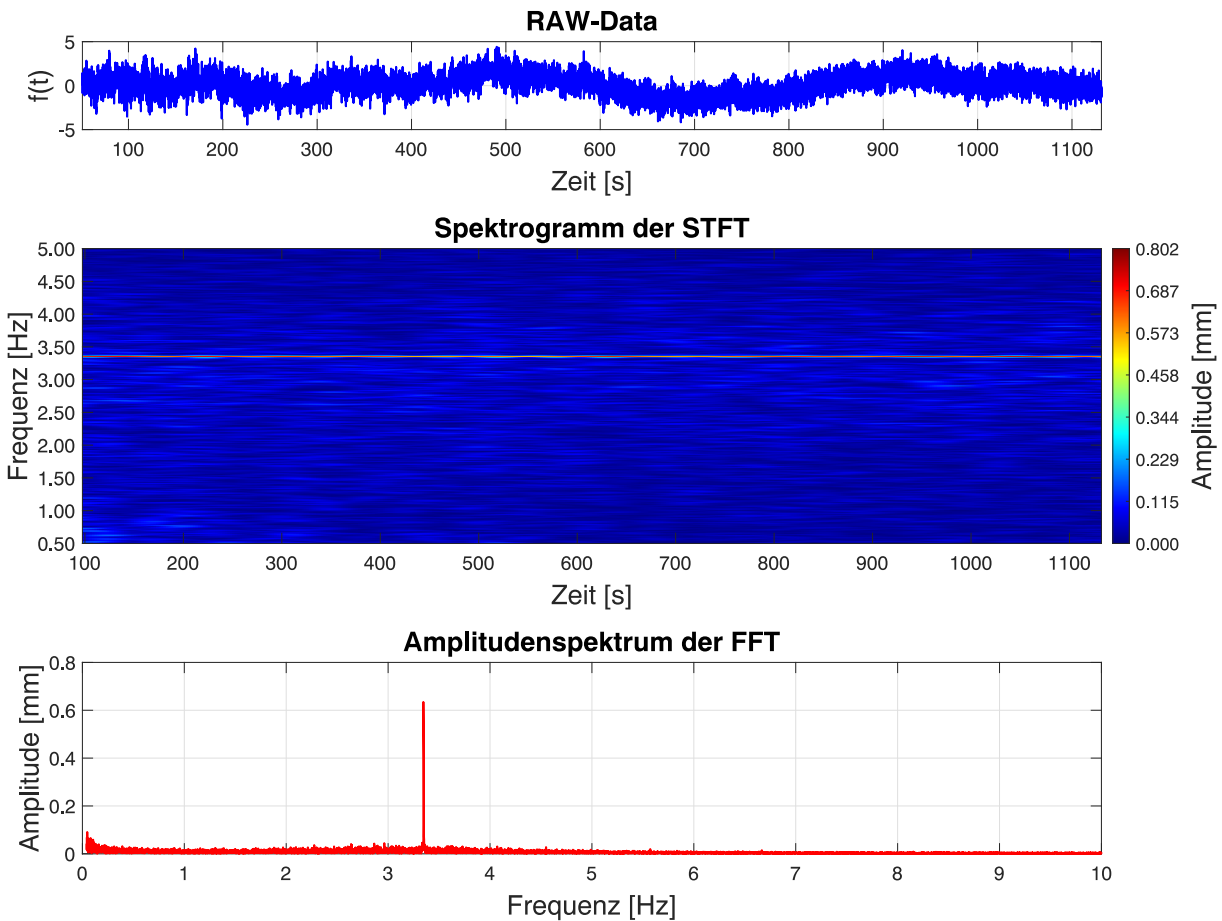 RAW-Data
f(t)
5
0
-5
100 200 300 400 500 600 700 800 900 1000 1100
Zeit [s]
Spektrogramm der STFT
Frequenz [Hz]
5.00
4.50
4.00
3.50
3.00
2.50
2.00
1.50
1.00
0.50
100 200 300 400 500 600 700 800 900 1000 1100
Zeit [s]
0.802
0.687
0.573
0.458
0.344
0.229
0.115
0.000
Amplitude [mm]
Amplitudenspektrum der FFT
Amplitude [mm]
0.8
0.6
0.4
0.2
0
0 1 2 3 4 5 6 7 8 9 10
Frequenz [Hz]